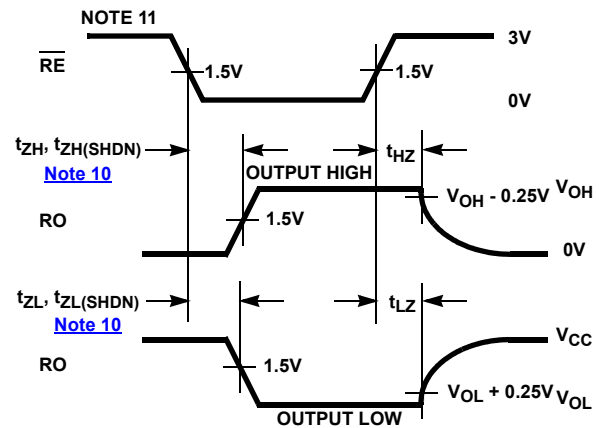 NOTE 11
3V
RE
1.5V
1.5V
0V
tZH, tZH(SHDN)
Note 10
tHZ
OUTPUT HIGH
VOH - 0.25V
VOH
RO
1.5V
0V
tZL, tZL(SHDN)
Note 10
tLZ
VCC
RO
1.5V
VOL + 0.25V
VOL
OUTPUT LOW